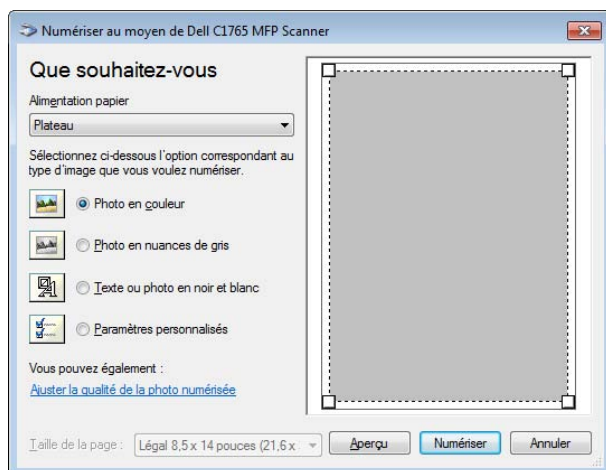 Numériser au moyen de Dell C1765 MFP Scanner
Que souhaitez-vous
Alimentation papier
Plateau
Sélectionnez ci-dessous l'option correspondant au
type d'image que vous voulez numériser.
Photo en couleur
Photo en nuances de gris
Texte ou photo en noir et blanc
Paramètres personnalisés
Vous pouvez également :
Ajuster la qualité de la photo numérisée
Taille de la page : Légal 8,5 x 14 pouces (21,6 x Aperçu Numériser Annuler